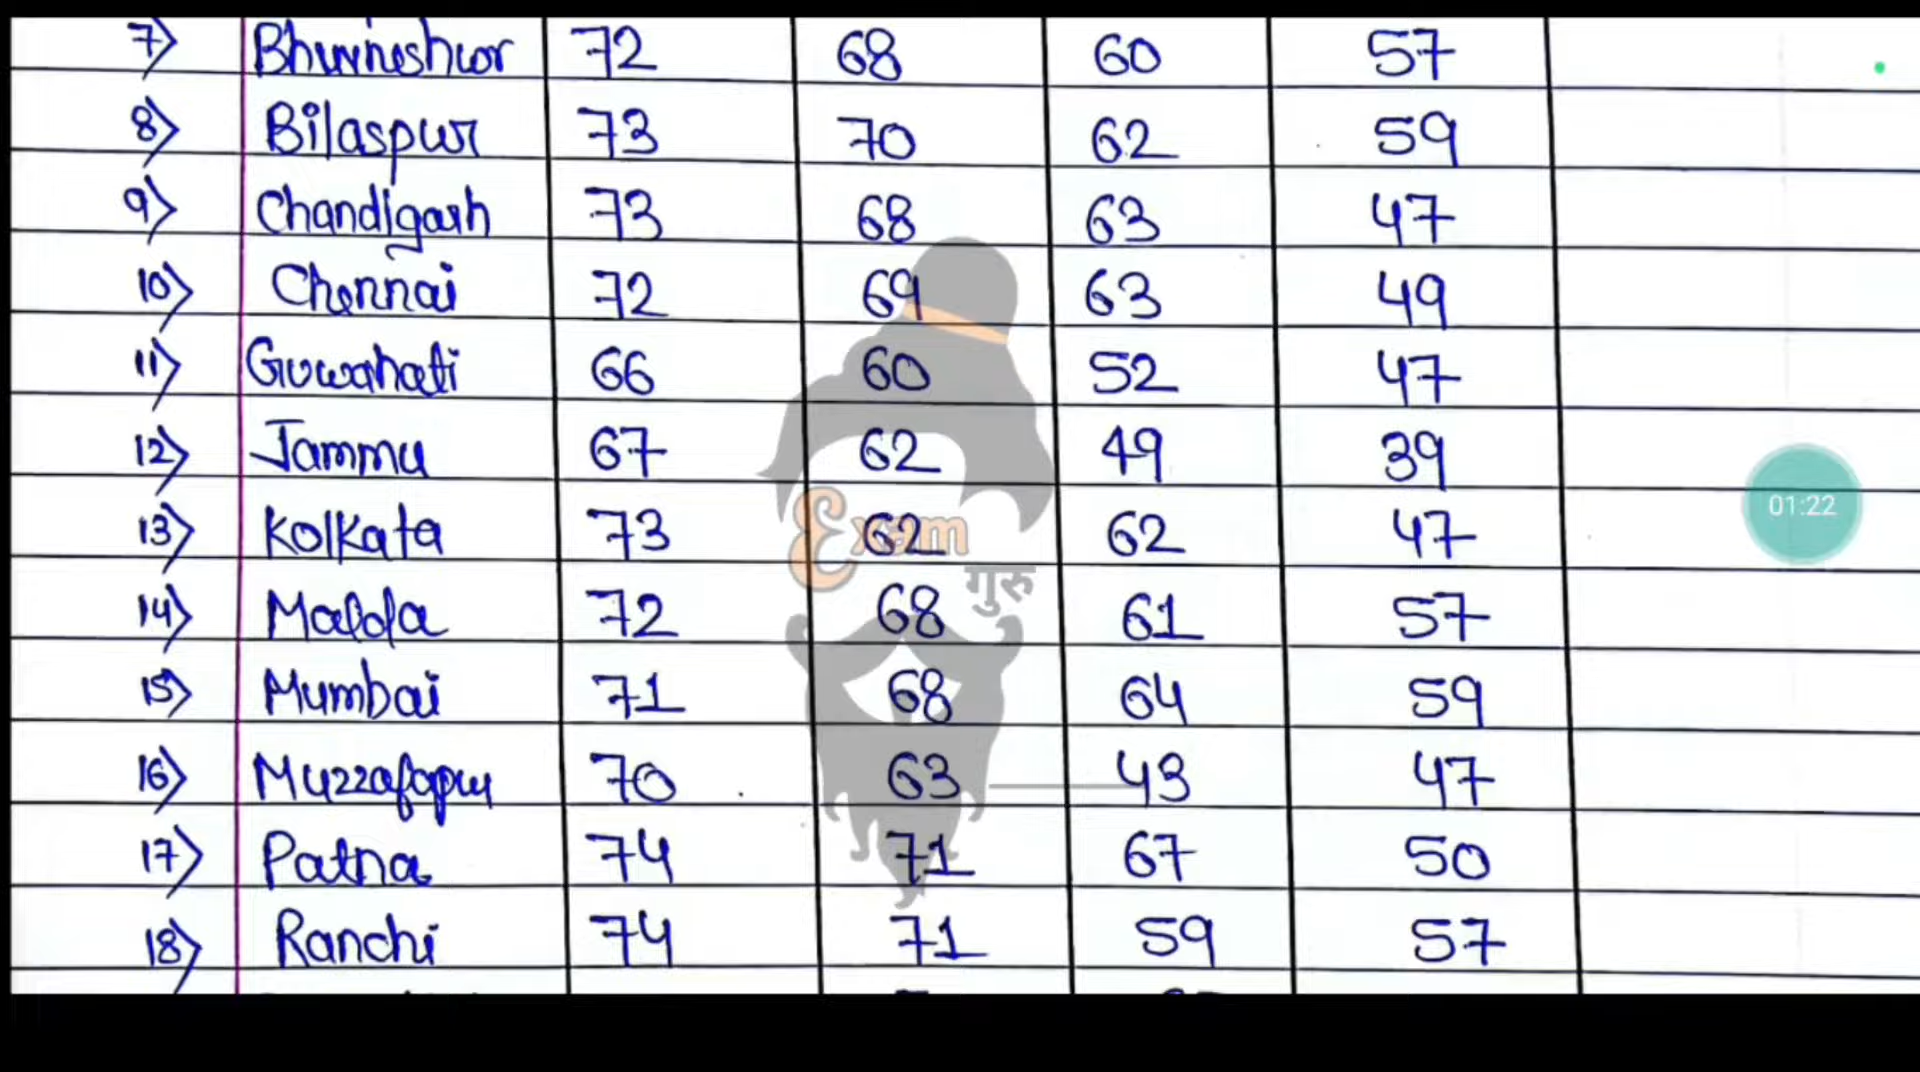 7) Bhuvneshwor 72 68 60 57
8) Bilaspur 73 70 62 59
9) Chandigarh 73 68 63 47
10) Chennai 72 69 63 49
11) Guwahati 66 60 52 47
12) Jammu 67 62 49 39
13) Kolkata 73 62 62 47
Exam
गुरु
14) Malda 72 68 61 57
15) Mumbai 71 68 64 59
16) Muzzafapur 70 63 43 47
17) Patna 74 71 67 50
18) Ranchi 74 71 59 57
01:22